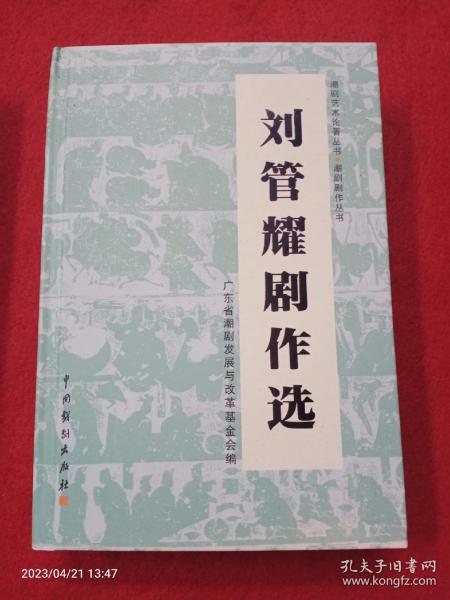 潮剧艺术论著丛书·潮剧剧作丛书
刘管耀剧作选
广东省潮剧发展与改革基金会编
中国戏剧出版社
2023/04/21 13:47
孔夫子旧书网
www.kongfz.com